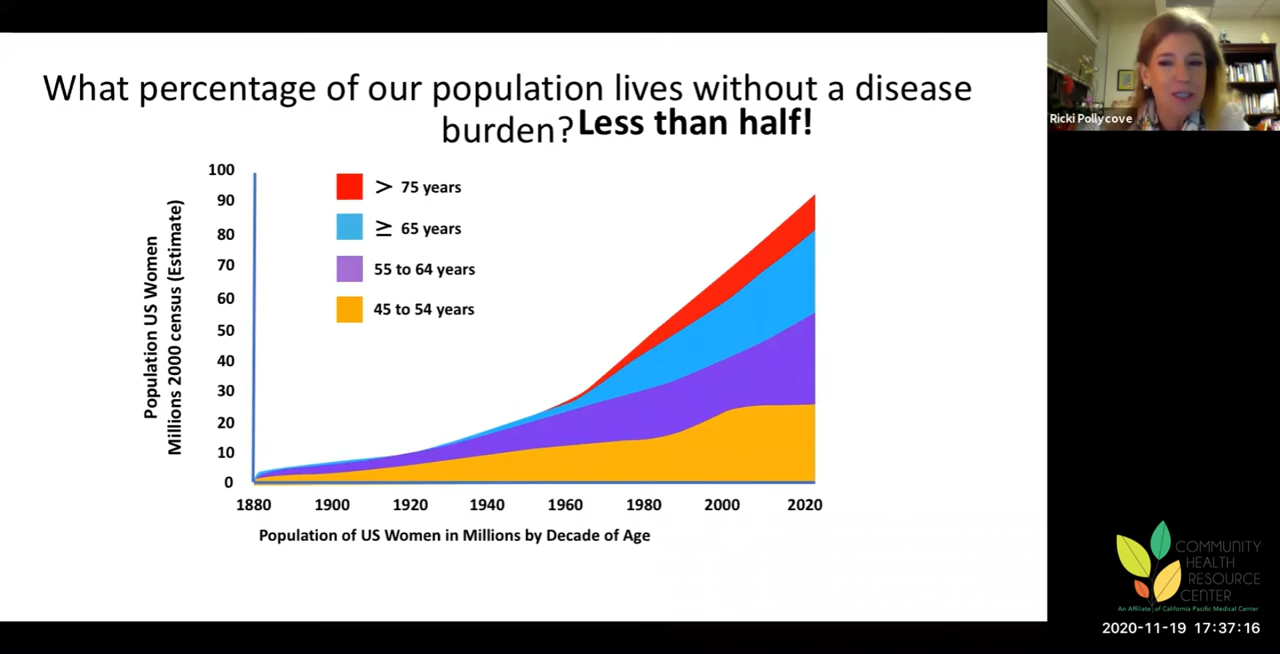 What percentage of our population lives without a disease
burden? Less than half!
Ricki Pollycove
100
90
80
70
60
50
40
30
20
10
0
Population US Women
Millions 2000 census (Estimate)
> 75 years
≥ 65 years
55 to 64 years
45 to 54 years
1880 1900 1920 1940 1960 1980 2000 2020
Population of US Women in Millions by Decade of Age
COMMUNITY
HEALTH
RESOURCE
CENTER
An Affiliate of California Pacific Medical Center
2020-11-19 17:37:16